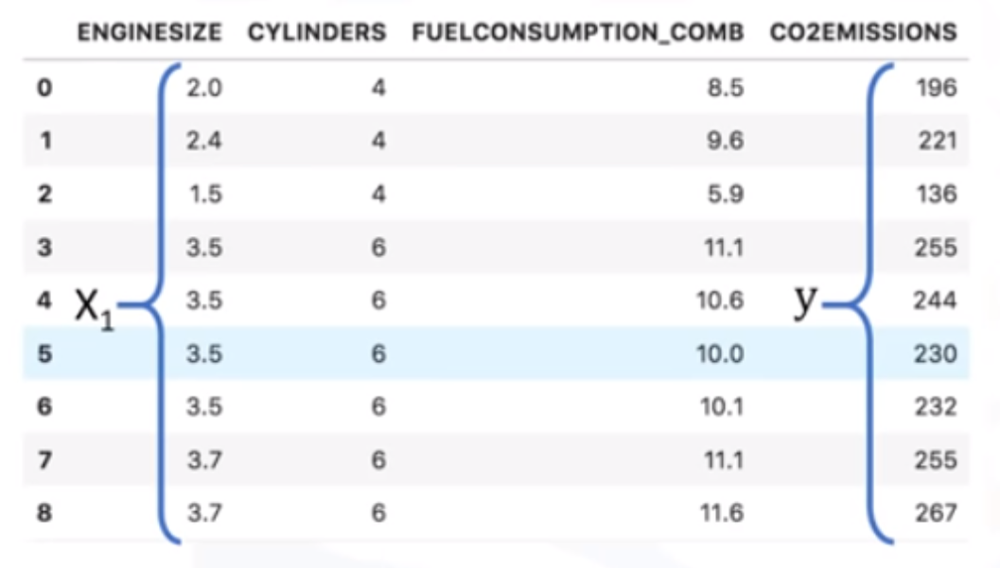 ENGINESIZE CYLINDERS FUELCONSUMPTION_COMB CO2EMISSIONS
0 2.0 4 8.5 196
1 2.4 4 9.6 221
2 1.5 4 5.9 136
3 3.5 6 11.1 255
4 X₁ 3.5 6 10.6 y 244
5 3.5 6 10.0 230
6 3.5 6 10.1 232
7 3.7 6 11.1 255
8 3.7 6 11.6 267